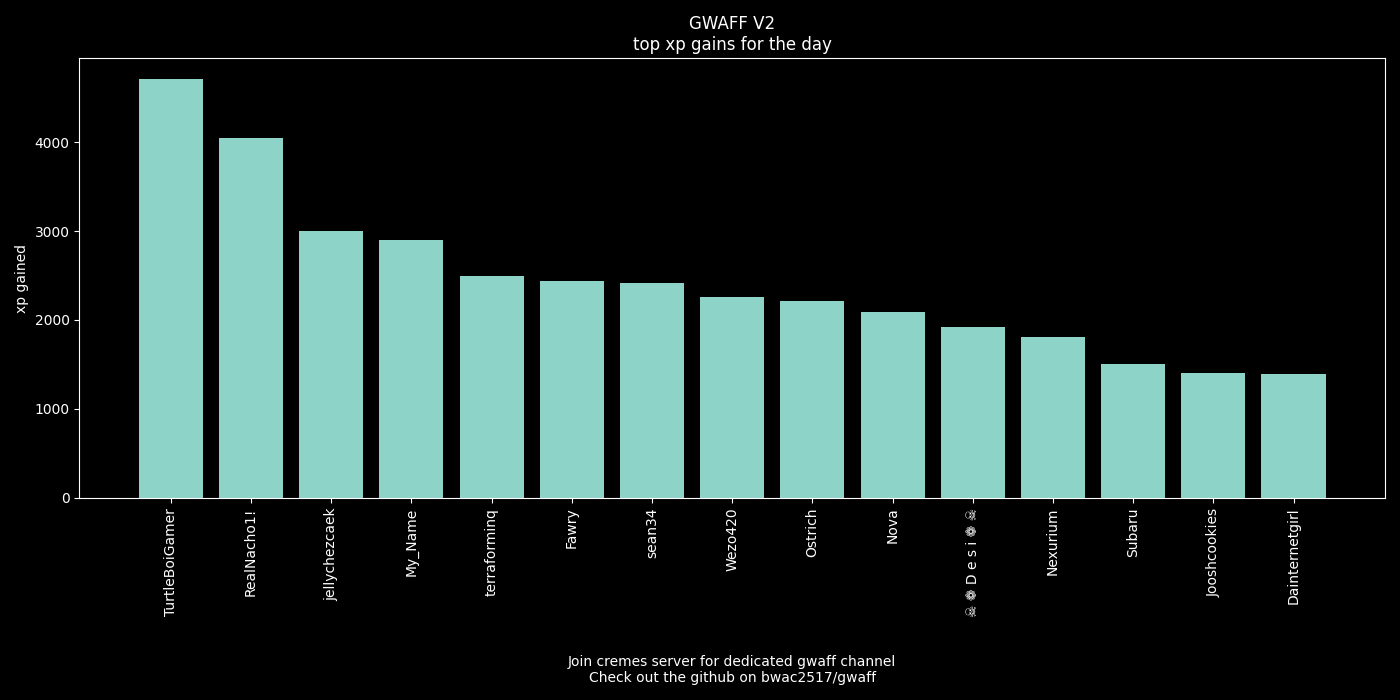 GWAFF V2
top xp gains for the day
4000
3000
2000
1000
0
xp gained
TurtleBoiGamer
RealNacho1!
jellychezcaek
My_Name
terraforminq
Fawry
sean34
Wezo420
Ostrich
Nova
☠ ❁ D e s i ❁ ☠
Nexurium
Subaru
Jooshcookies
Dainternetgirl
Join cremes server for dedicated gwaff channel
Check out the github on bwac2517/gwaff